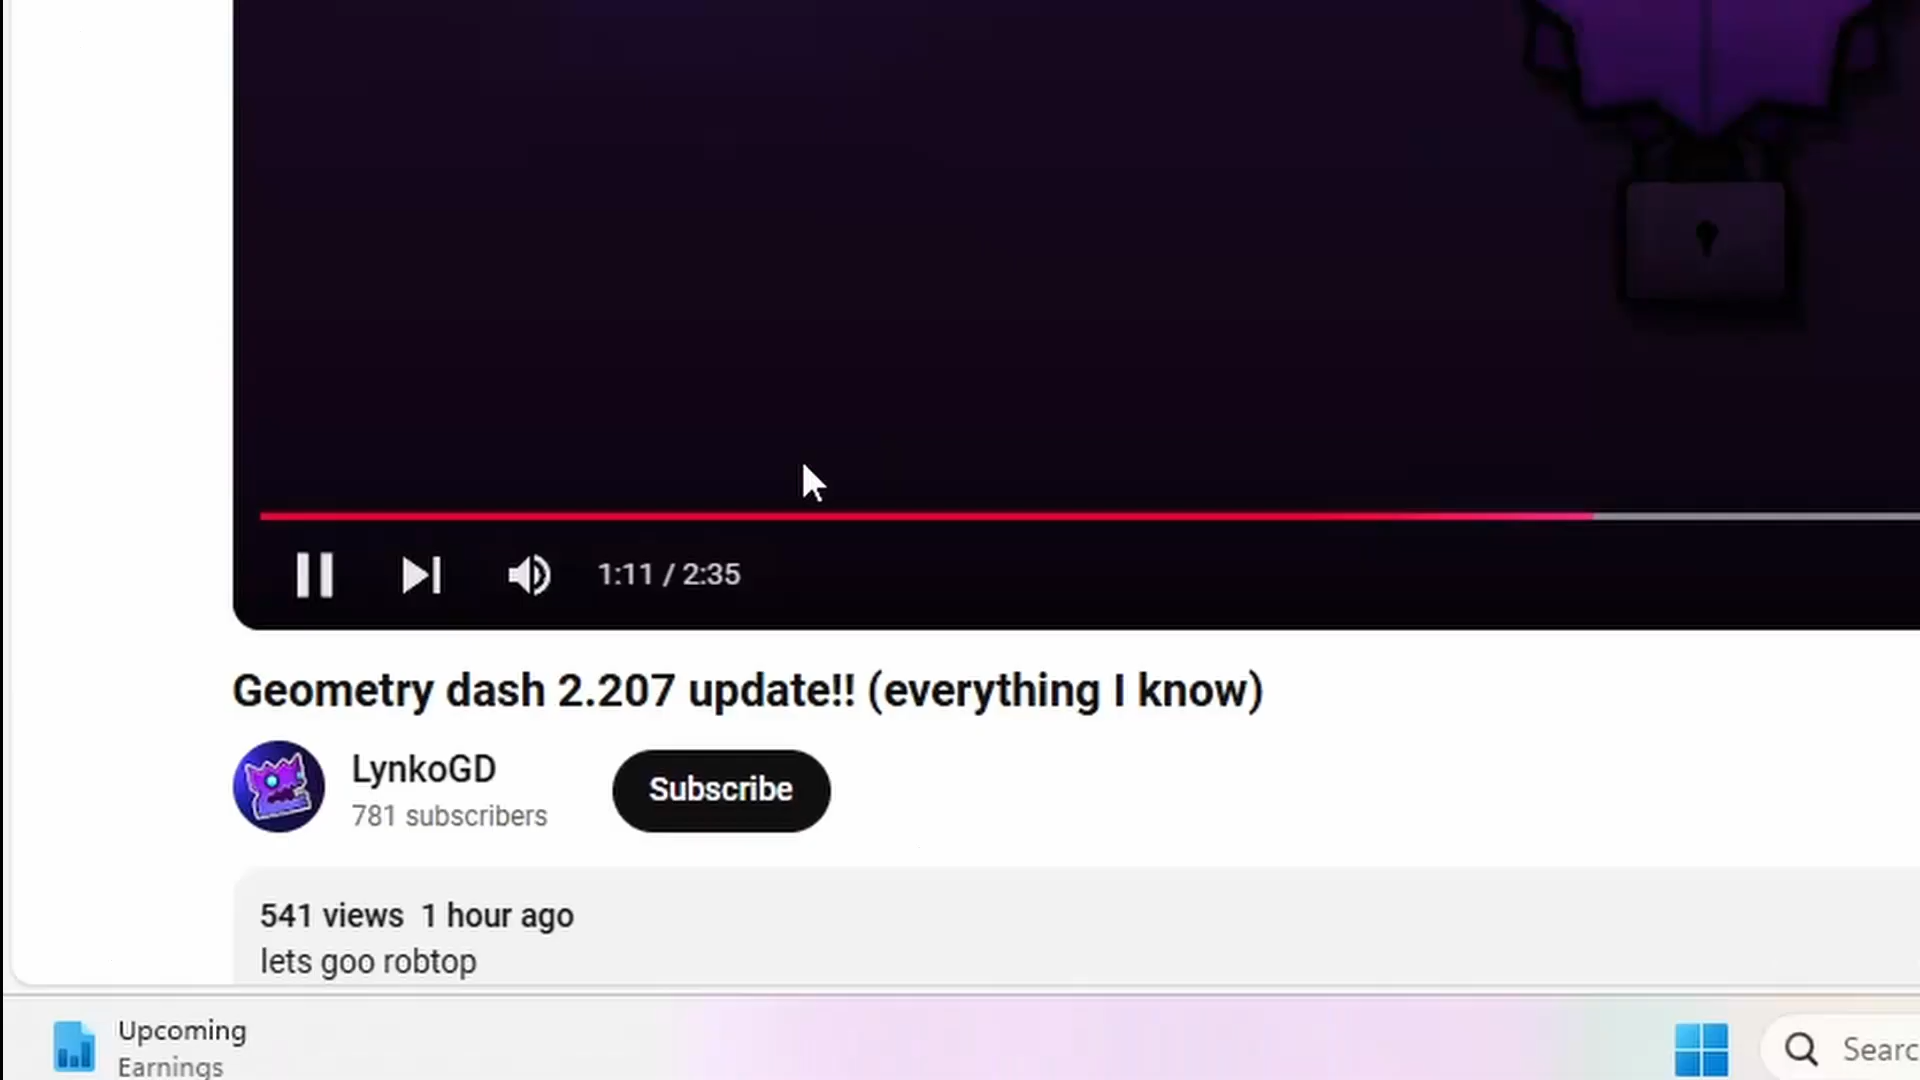 1:11 / 2:35
Geometry dash 2.207 update!! (everything I know)
LynkoGD
781 subscribers
Subscribe
541 views 1 hour ago
lets goo robtop
Upcoming
Earnings
Searc